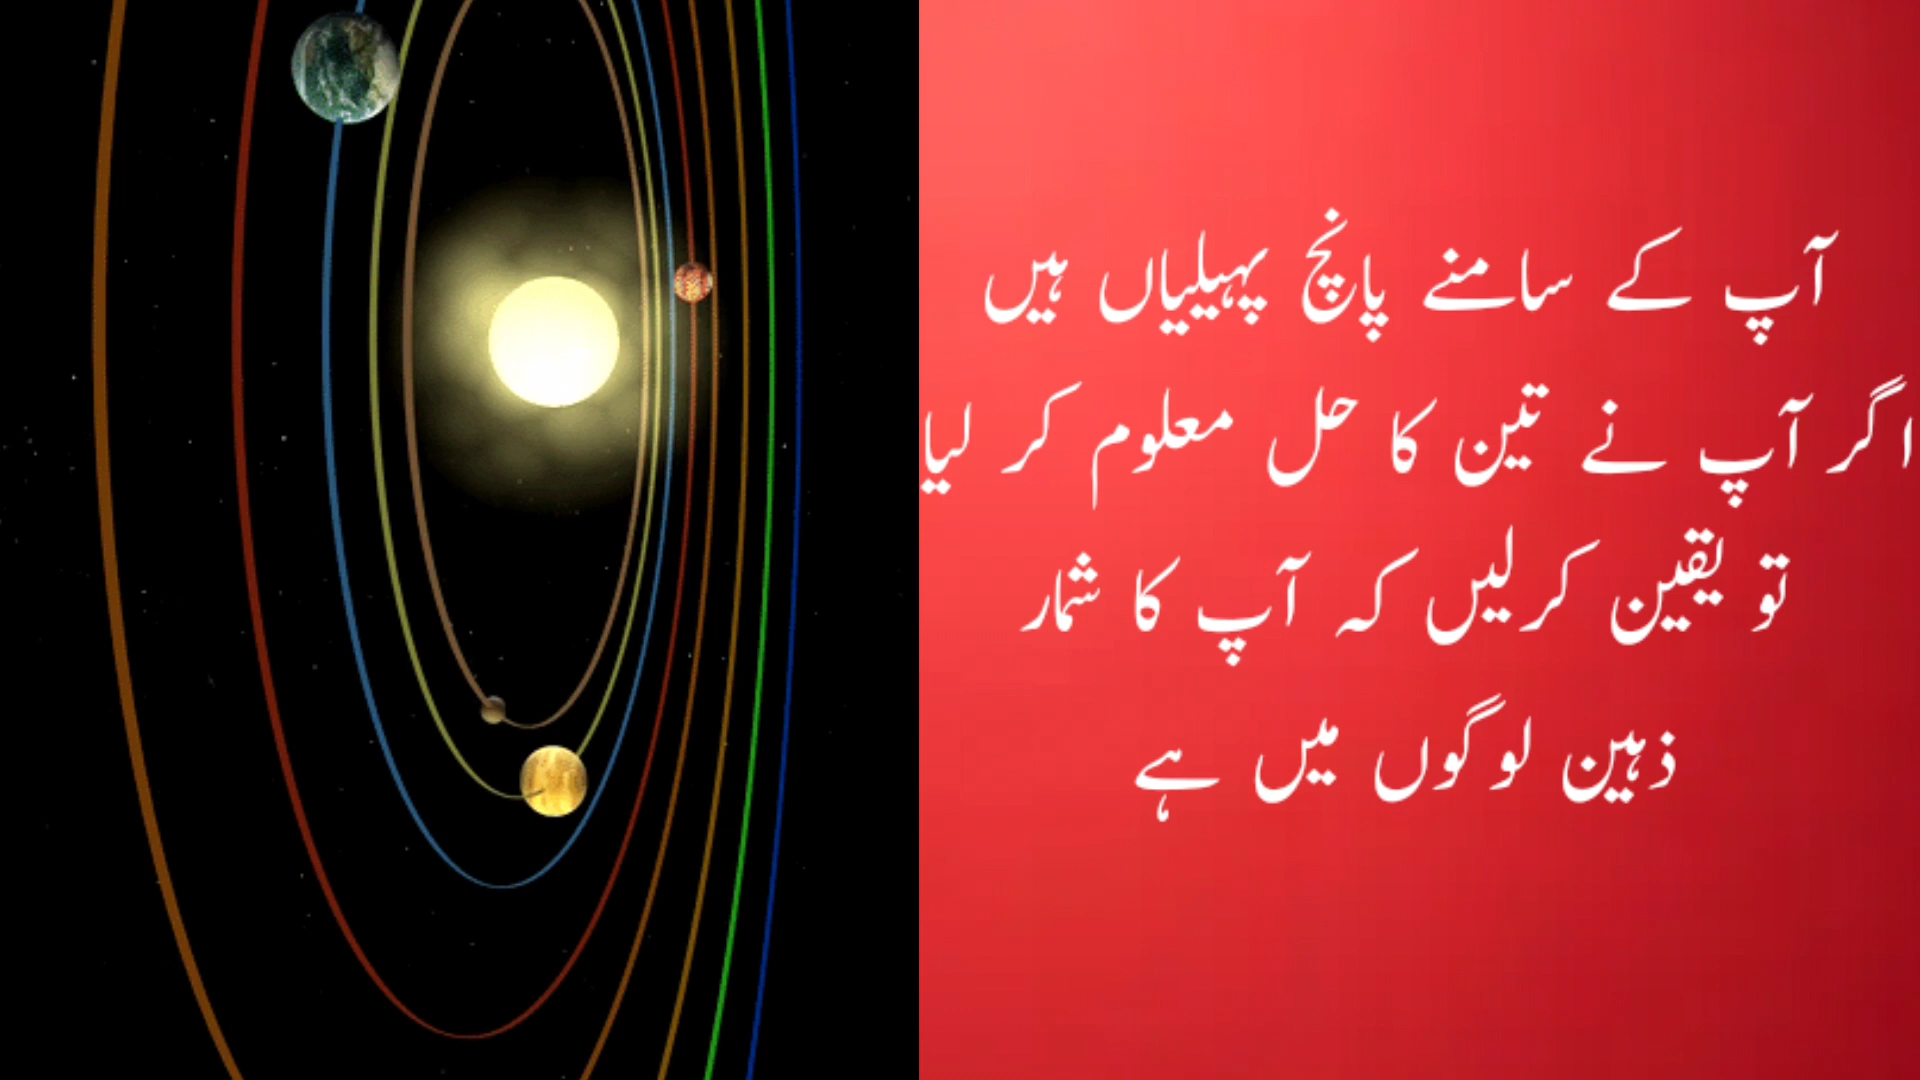 آپ کے سامنے پانچ پہیلیاں ہیں
اگر آپ نے تین کا حل معلوم کر لیا
تو یقین کرلیں کہ آپ کا شمار
ذہین لوگوں میں ہے